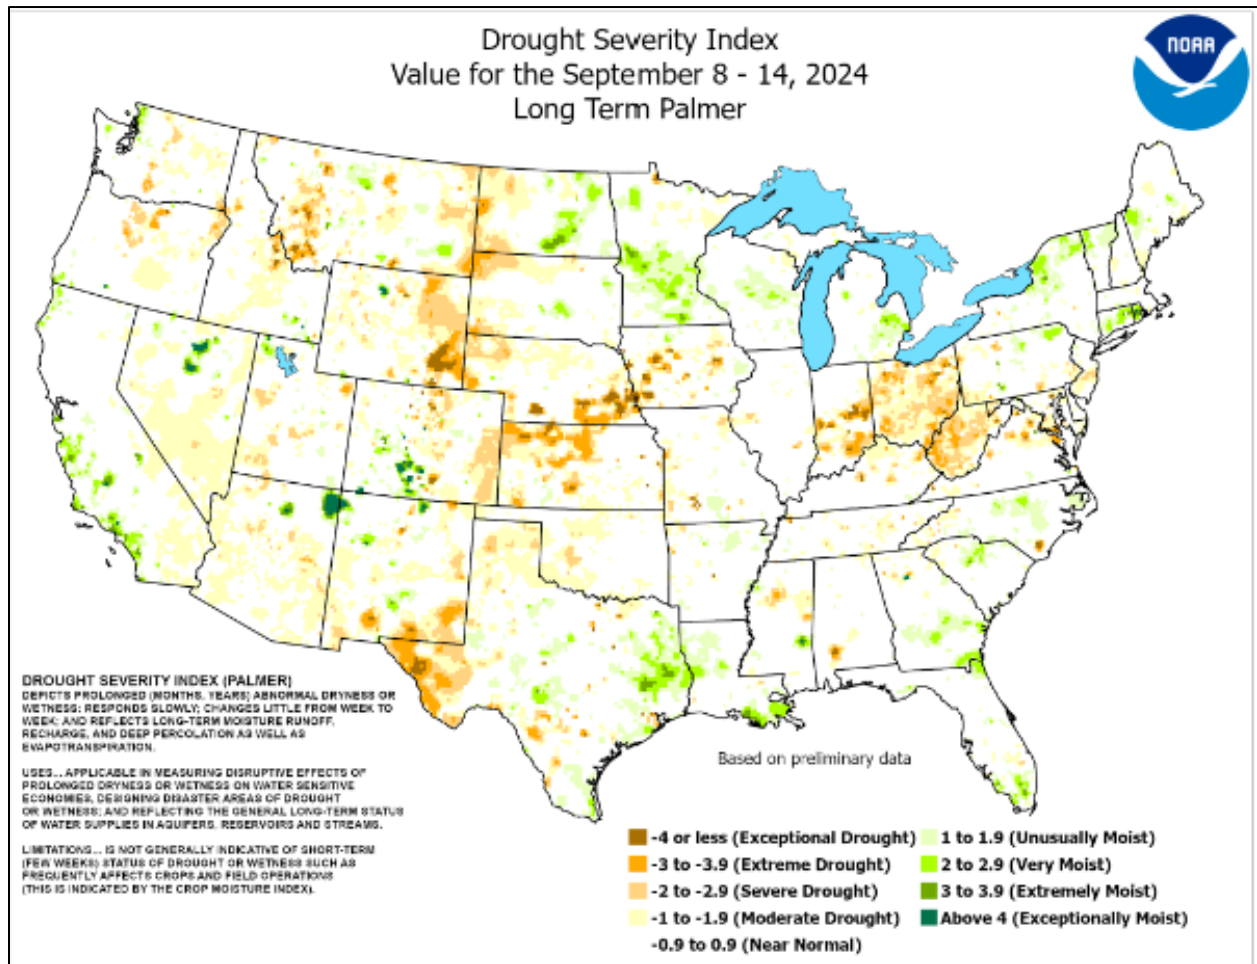 Drought Severity Index
Value for the September 8 - 14, 2024
Long Term Palmer
NOAA
DROUGHT SEVERITY INDEX (PALMER)
DEPICTS PROLONGED (MONTHS, YEARS) ABNORMAL DRYNESS OR
WETNESS; RESPONDS SLOWLY; CHANGES LITTLE FROM WEEK TO
WEEK; AND REFLECTS LONG-TERM MOISTURE RUNOFF,
RECHARGE, AND DEEP PERCOLATION AS WELL AS
EVAPOTRANSPIRATION.
USES... APPLICABLE IN MEASURING DISRUPTIVE EFFECTS OF
PROLONGED DRYNESS OR WETNESS ON WATER SENSITIVE
ECONOMIES, DESIGNING DISASTER AREAS OF DROUGHT
OR WETNESS; AND REFLECTING THE GENERAL LONG-TERM STATUS
OF WATER SUPPLIES IN AQUIFERS, RESERVOIRS AND STREAMS.
LIMITATIONS... IS NOT GENERALLY INDICATIVE OF SHORT-TERM
(FEW WEEKS) STATUS OF DROUGHT OR WETNESS SUCH AS
FREQUENTLY AFFECTS CROPS AND FIELD OPERATIONS
(THIS IS INDICATED BY THE CROP MOISTURE INDEX).
Based on preliminary data
-4 or less (Exceptional Drought)
-3 to -3.9 (Extreme Drought)
-2 to -2.9 (Severe Drought)
-1 to -1.9 (Moderate Drought)
-0.9 to 0.9 (Near Normal)
1 to 1.9 (Unusually Moist)
2 to 2.9 (Very Moist)
3 to 3.9 (Extremely Moist)
Above 4 (Exceptionally Moist)